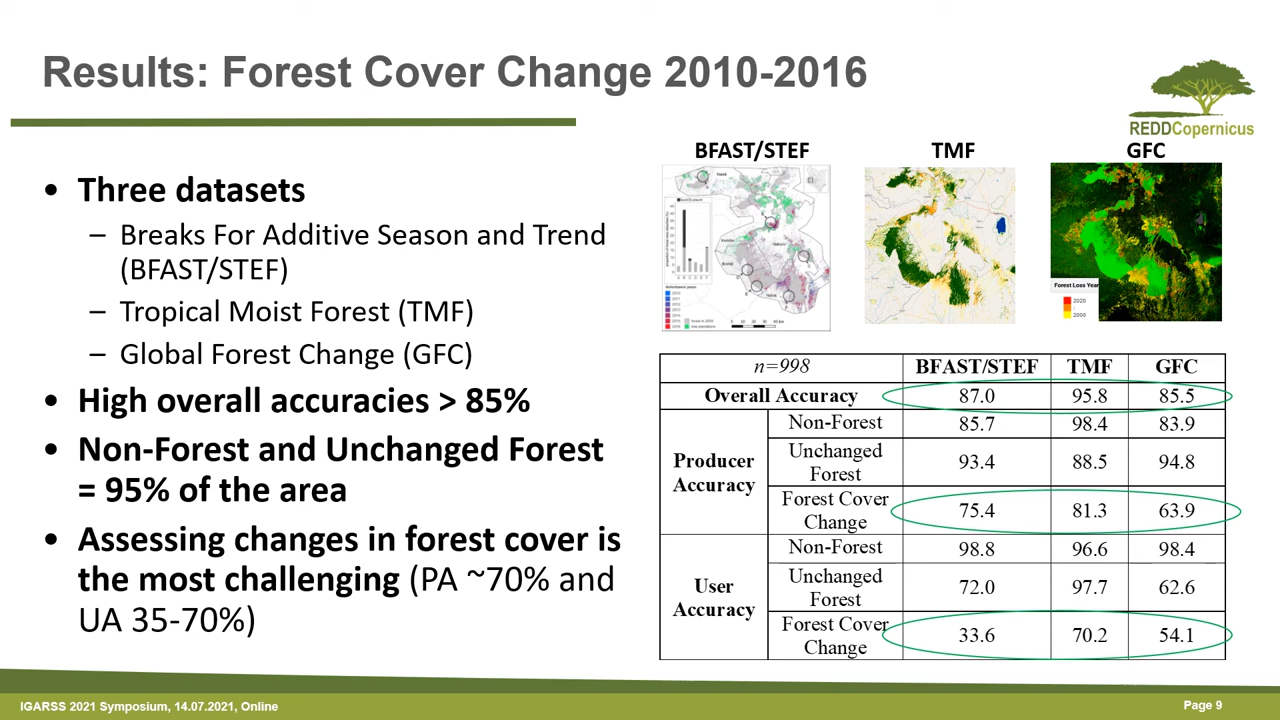 Results: Forest Cover Change 2010-2016
REDDCopernicus
• Three datasets
– Breaks For Additive Season and Trend
(BFAST/STEF)
– Tropical Moist Forest (TMF)
– Global Forest Change (GFC)
• High overall accuracies > 85%
• Non-Forest and Unchanged Forest
= 95% of the area
• Assessing changes in forest cover is
the most challenging (PA ~70% and
UA 35-70%)
BFAST/STEF TMF GFC
Forest Loss Year
2020
2000
n=998 BFAST/STEF TMF GFC
Overall Accuracy 87.0 95.8 85.5
Producer
Accuracy
Non-Forest 85.7 98.4 83.9
Unchanged
Forest 93.4 88.5 94.8
Forest Cover
Change 75.4 81.3 63.9
User
Accuracy
Non-Forest 98.8 96.6 98.4
Unchanged
Forest 72.0 97.7 62.6
Forest Cover
Change 33.6 70.2 54.1
IGARSS 2021 Symposium, 14.07.2021, Online
Page 9